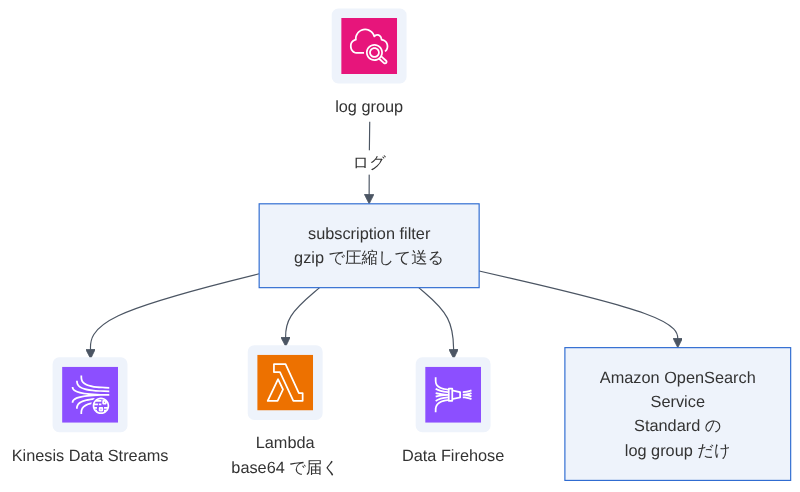 log group
ログ
subscription filter
gzip で圧縮して送る
Kinesis Data Streams
Lambda
base64 で届く
Data Firehose
Amazon OpenSearch
Service
Standard の
log group だけ